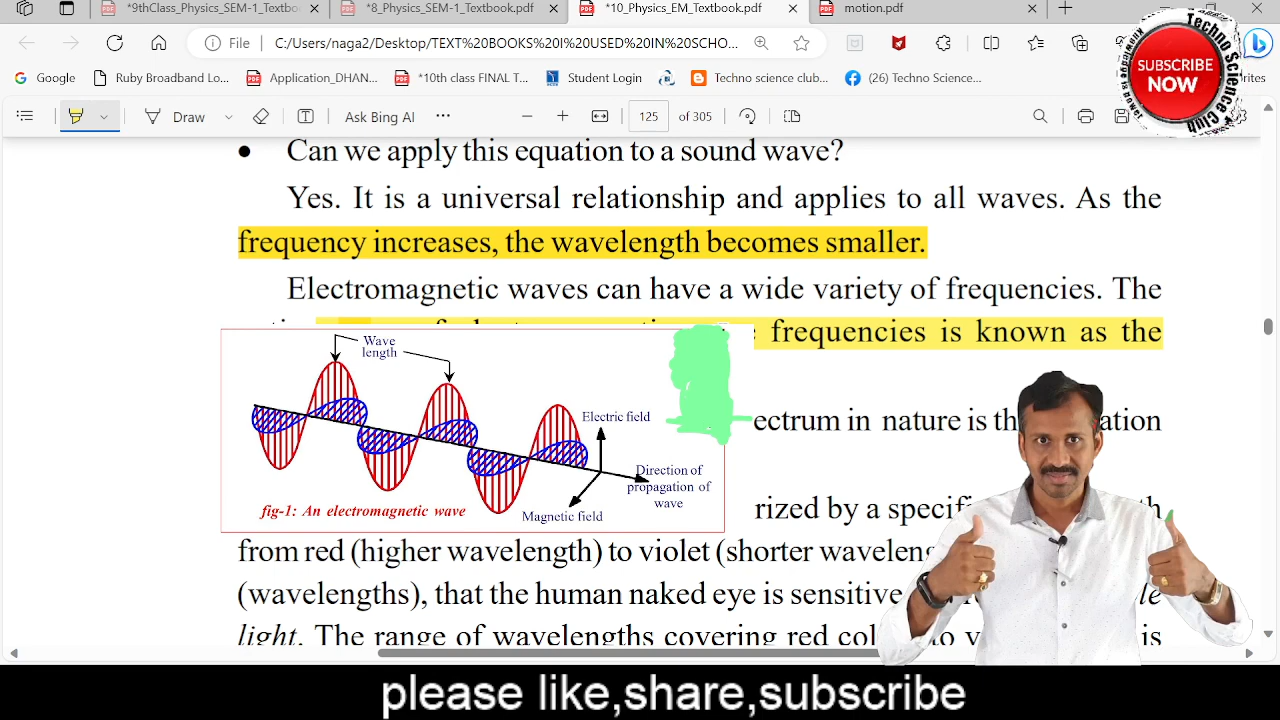 *9thClass_Physics_SEM-1_Textbo
*8_Physics_SEM-1_Textbook.pdf
*10_Physics_EM_Textbook.pdf
motion.pdf
File
C:/Users/naga2/Desktop/TEXT%20BOOKS%20I%20USED%20IN%20SCHO...
Google
Ruby Broadband Lo...
Application_DHAN...
*10th class FINAL T...
Student Login
Techno science club...
(26) Techno Science...
rites
Techno Science Club
Knowledge is power
SUBSCRIBE
NOW
Draw
Ask Bing AI
125
of 305
• Can we apply this equation to a sound wave?
Yes. It is a universal relationship and applies to all waves. As the
frequency increases, the wavelength becomes smaller.
Electromagnetic waves can have a wide variety of frequencies. The
frequencies is known as the
ectrum in nature is th ation
rized by a specif th
from red (higher wavelength) to violet (shorter waveleng
(wavelengths), that the human naked eye is sensitive
light. The range of wavelengths covering red col to v is
Wave
length
Electric field
Direction of
propagation of
wave
Magnetic field
fig-1: An electromagnetic wave
please like,share,subscribe